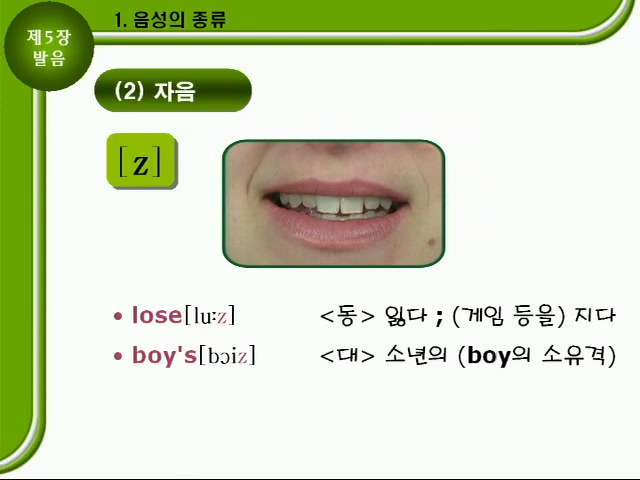 1. 음성의 종류
제5장
발음
(2) 자음
[z]
• lose[lu:z] <동> 잃다 ; (게임 등을) 지다
• boy's[bɔiz] <대> 소년의 (boy의 소유격)